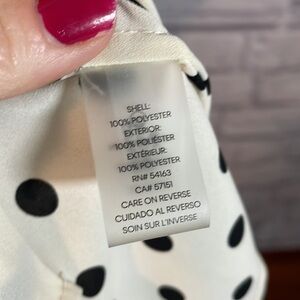 SHELL:
100% POLYESTER
EXTERIOR:
100% POLIÉSTER
EXTÉRIEUR:
100% POLYESTER
RN# 54163
CA# 57151
CARE ON REVERSE
CUIDADO AL REVERSO
SOIN SUR L'INVERSE